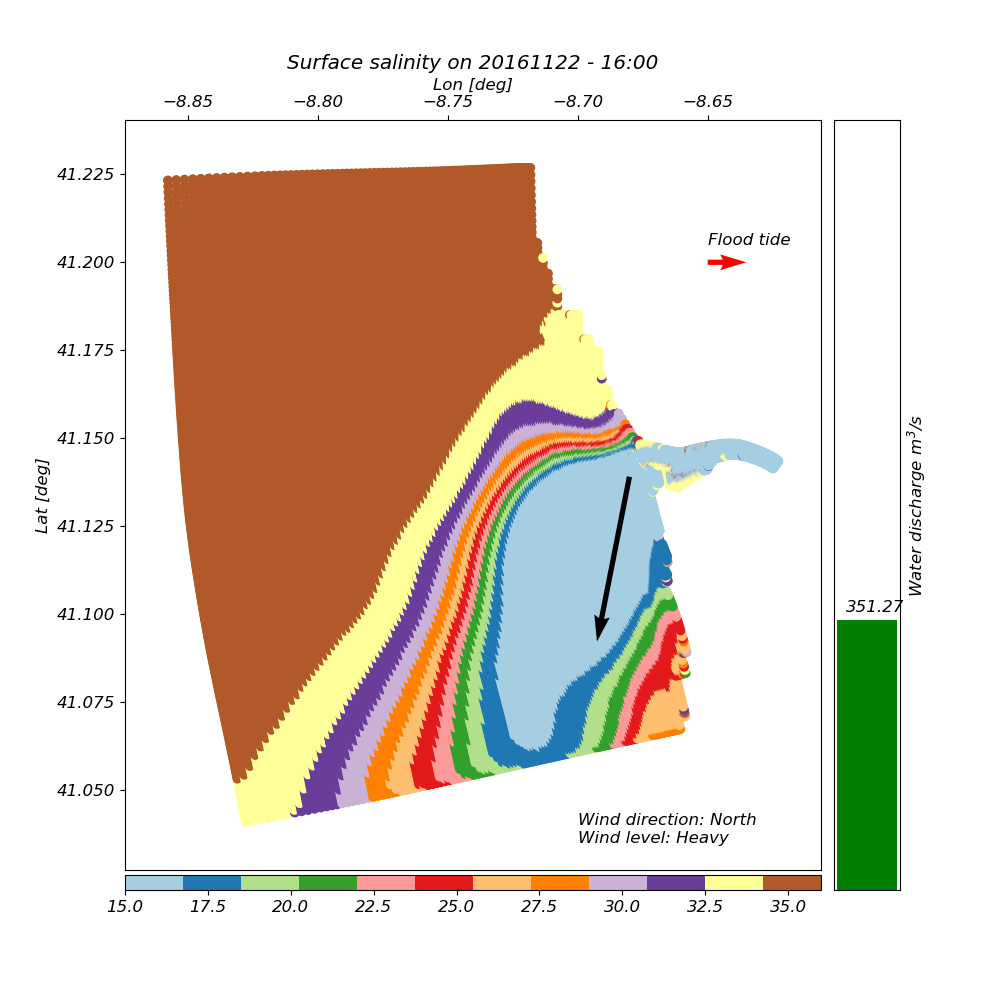 Surface salinity on 20161122 - 16:00
Lon [deg]
−8.85 −8.80 −8.75 −8.70 −8.65
41.225
41.200
41.175
41.150
41.125
41.100
41.075
41.050
Lat [deg]
Flood tide
Wind direction: North
Wind level: Heavy
351.27
Water discharge m³/s
15.0 17.5 20.0 22.5 25.0 27.5 30.0 32.5 35.0